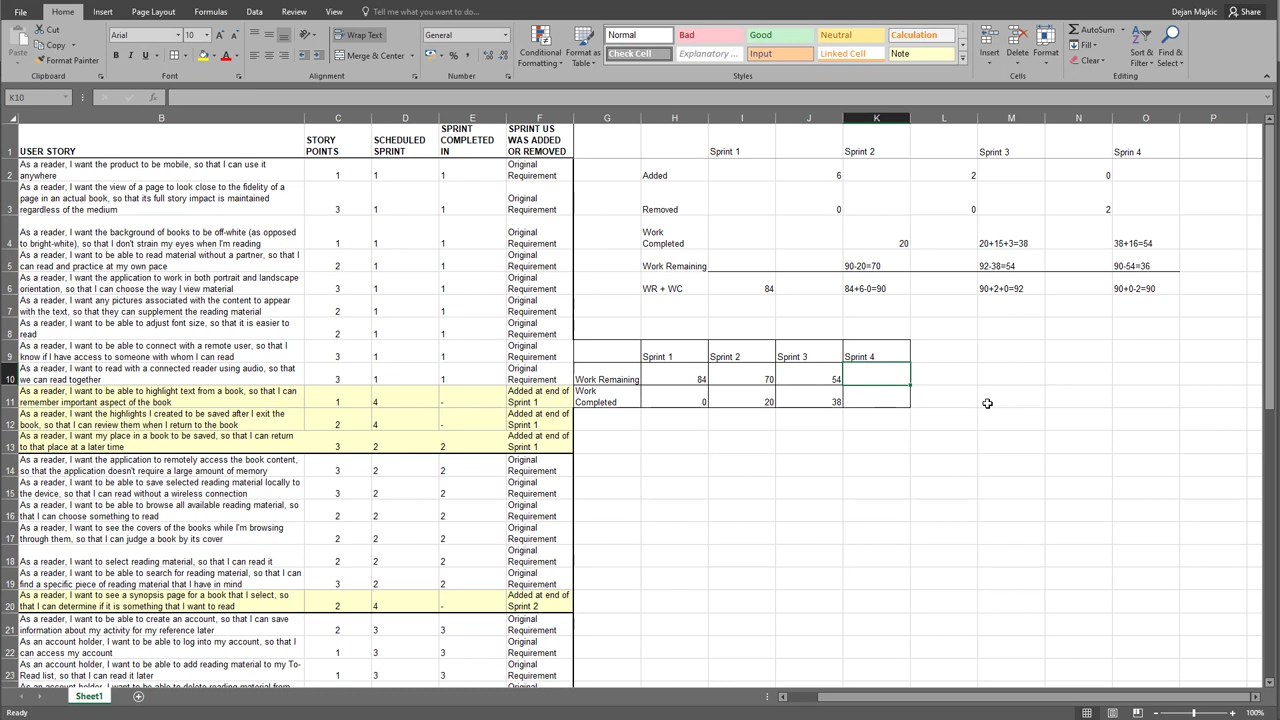 File Home Insert Page Layout Formulas Data Review View Tell me what you want to do Dejan Majkic Share
Cut Arial 10 Wrap Text General Normal Bad Good Neutral Calculation AutoSum
Paste Copy Merge & Center Conditional Formatting Format as Table Check Cell Explanatory ... Input Linked Cell Note Insert Delete Format Fill Sort & Filter Find & Select
Format Painter Clear
Clipboard Font Alignment Number Styles Cells Editing
K10
B C D E F G H I J K L M N O P
1 USER STORY STORY POINTS SCHEDULED SPRINT SPRINT COMPLETED IN SPRINT US WAS ADDED OR REMOVED Sprint 1 Sprint 2 Sprint 3 Sprin 4
2 As a reader, I want the product to be mobile, so that I can use it anywhere 1 1 1 Original Requirement Added 6 2 0
3 As a reader, I want the view of a page to look close to the fidelity of a page in an actual book, so that its full story impact is maintained regardless of the medium 3 1 1 Original Requirement Removed 0 0 2
4 As a reader, I want the background of books to be off-white (as opposed to bright-white), so that I don't strain my eyes when I'm reading 1 1 1 Original Requirement Work Completed 20 20+15+3=38 38+16=54
5 As a reader, I want to be able to read material without a partner, so that I can read and practice at my own pace 2 1 1 Original Requirement Work Remaining 90-20=70 92-38=54 90-54=36
6 As a reader, I want the application to work in both portrait and landscape orientation, so that I can choose the way I view material 3 1 1 Original Requirement WR + WC 84 84+6-0=90 90+2+0=92 90+0-2=90
7 As a reader, I want any pictures associated with the content to appear with the text, so that they can supplement the reading material 2 1 1 Original Requirement
8 As a reader, I want to be able to adjust font size, so that it is easier to read 2 1 1 Original Requirement
9 As a reader, I want to be able to connect with a remote user, so that I know if I have access to someone with whom I can read 3 1 1 Original Requirement Sprint 1 Sprint 2 Sprint 3 Sprint 4
10 As a reader, I want to read with a connected reader using audio, so that we can read together 3 1 1 Original Requirement Work Remaining 84 70 54
11 As a reader, I want to be able to highlight text from a book, so that I can remember important aspect of the book 1 4 - Added at end of Sprint 1 Work Completed 0 20 38
12 As a reader, I want the highlights I created to be saved after I exit the book, so that I can review them when I return to the book 2 4 - Added at end of Sprint 1
13 As a reader, I want my place in a book to be saved, so that I can return to that place at a later time 3 2 2 Added at end of Sprint 1
14 As a reader, I want the application to remotely access the book content, so that the application doesn't require a large amount of memory 3 2 2 Original Requirement
15 As a reader, I want to be able to save selected reading material locally to the device, so that I can read without a wireless connection 3 2 2 Original Requirement
16 As a reader, I want to be able to browse all available reading material, so that I can choose something to read 2 2 2 Original Requirement
17 As a reader, I want to see the covers of the books while I'm browsing through them, so that I can judge a book by its cover 2 2 2 Original Requirement
18 As a reader, I want to select reading material, so that I can read it 2 2 2 Original Requirement
19 As a reader, I want to be able to search for reading material, so that I can find a specific piece of reading material that I have in mind 3 2 2 Original Requirement
20 As a reader, I want to see a synopsis page for a book that I select, so that I can determine if it is something that I want to read 2 4 - Added at end of Sprint 2
21 As a reader, I want to be able to create an account, so that I can save information about my activity for my reference later 2 3 3 Original Requirement
22 As an account holder, I want to be able to log into my account, so that I can access my account 1 3 3 Original Requirement
23 As an account holder, I want to be able to add reading material to my To-Read list, so that I can read it later 1 3 3 Original Requirement
As an account holder, I want to be able to delete reading material from Original
Sheet1
Ready 100%